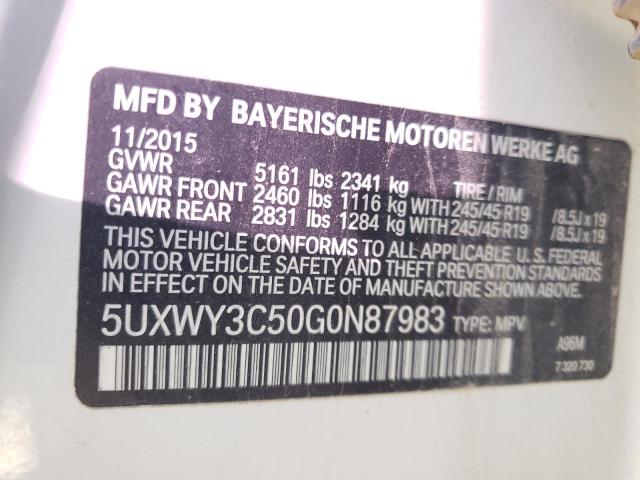 MFD BY BAYERISCHE MOTOREN WERKE AG
11/2015
GVWR 5161 lbs 2341 kg TIRE / RIM
GAWR FRONT 2460 lbs 1116 kg WITH 245/45 R19 /8.5J x 19
GAWR REAR 2831 lbs 1284 kg WITH 245/45 R19 /8.5J x 19
THIS VEHICLE CONFORMS TO ALL APPLICABLE U. S. FEDERAL
MOTOR VEHICLE SAFETY AND THEFT PREVENTION STANDARDS
IN EFFECT ON THE DATE OF MANUFACTURE SHOWN ABOVE.
5UXWY3C50G0N87983 TYPE: MPV
A96M
7 320 730